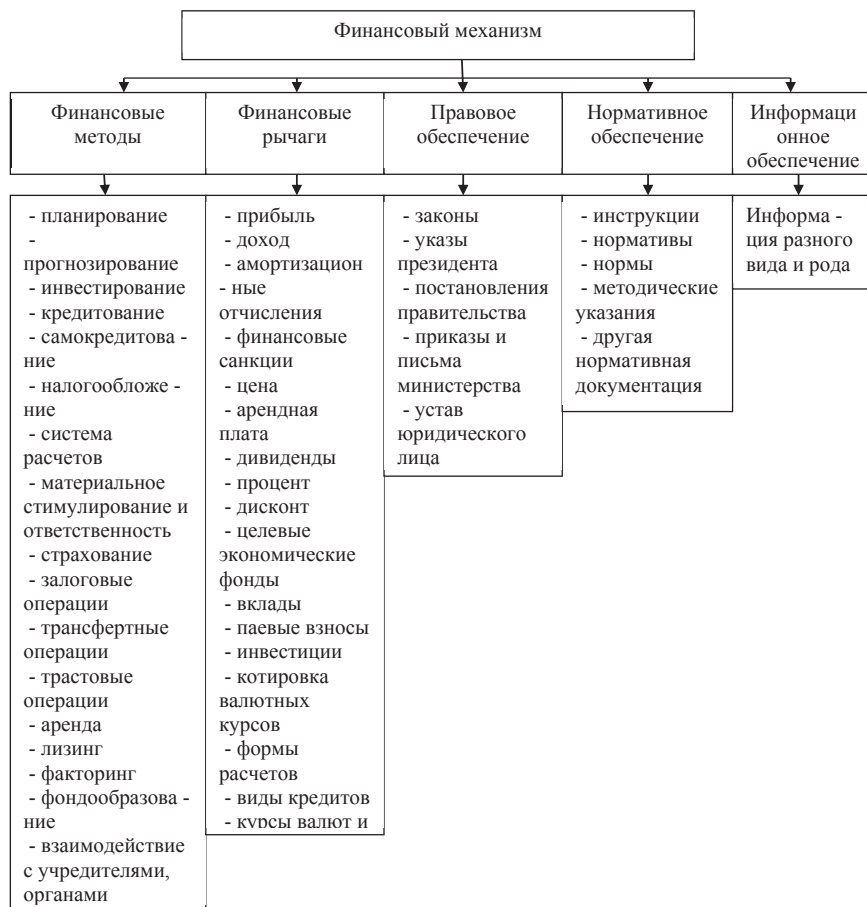 Финансовый механизм
Финансовые
методы
Финансовые
рычаги
Правовое
обеспечение
Нормативное
обеспечение
Информаци
онное
обеспечение
- планирование
-
прогнозирование
- инвестирование
- кредитование
- самокредитова -
ние
- налогообложе -
ние
- система
расчетов
- материальное
стимулирование и
ответственность
- страхование
- залоговые
операции
- трансфертные
операции
- трастовые
операции
- аренда
- лизинг
- факторинг
- фондообразова -
ние
- взаимодействие
с учредителями,
органами
- прибыль
- доход
- амортизацион
- ные
отчисления
- финансовые
санкции
- цена
- арендная
плата
- дивиденды
- процент
- дисконт
- целевые
экономические
фонды
- вклады
- паевые взносы
- инвестиции
- котировка
валютных
курсов
- формы
расчетов
- виды кредитов
- курсы валют и
- законы
- указы
президента
- постановления
правительства
- приказы и
письма
министерства
- устав
юридического
лица
- инструкции
- нормативы
- нормы
- методические
указания
- другая
нормативная
документация
Информа -
ция разного
вида и рода